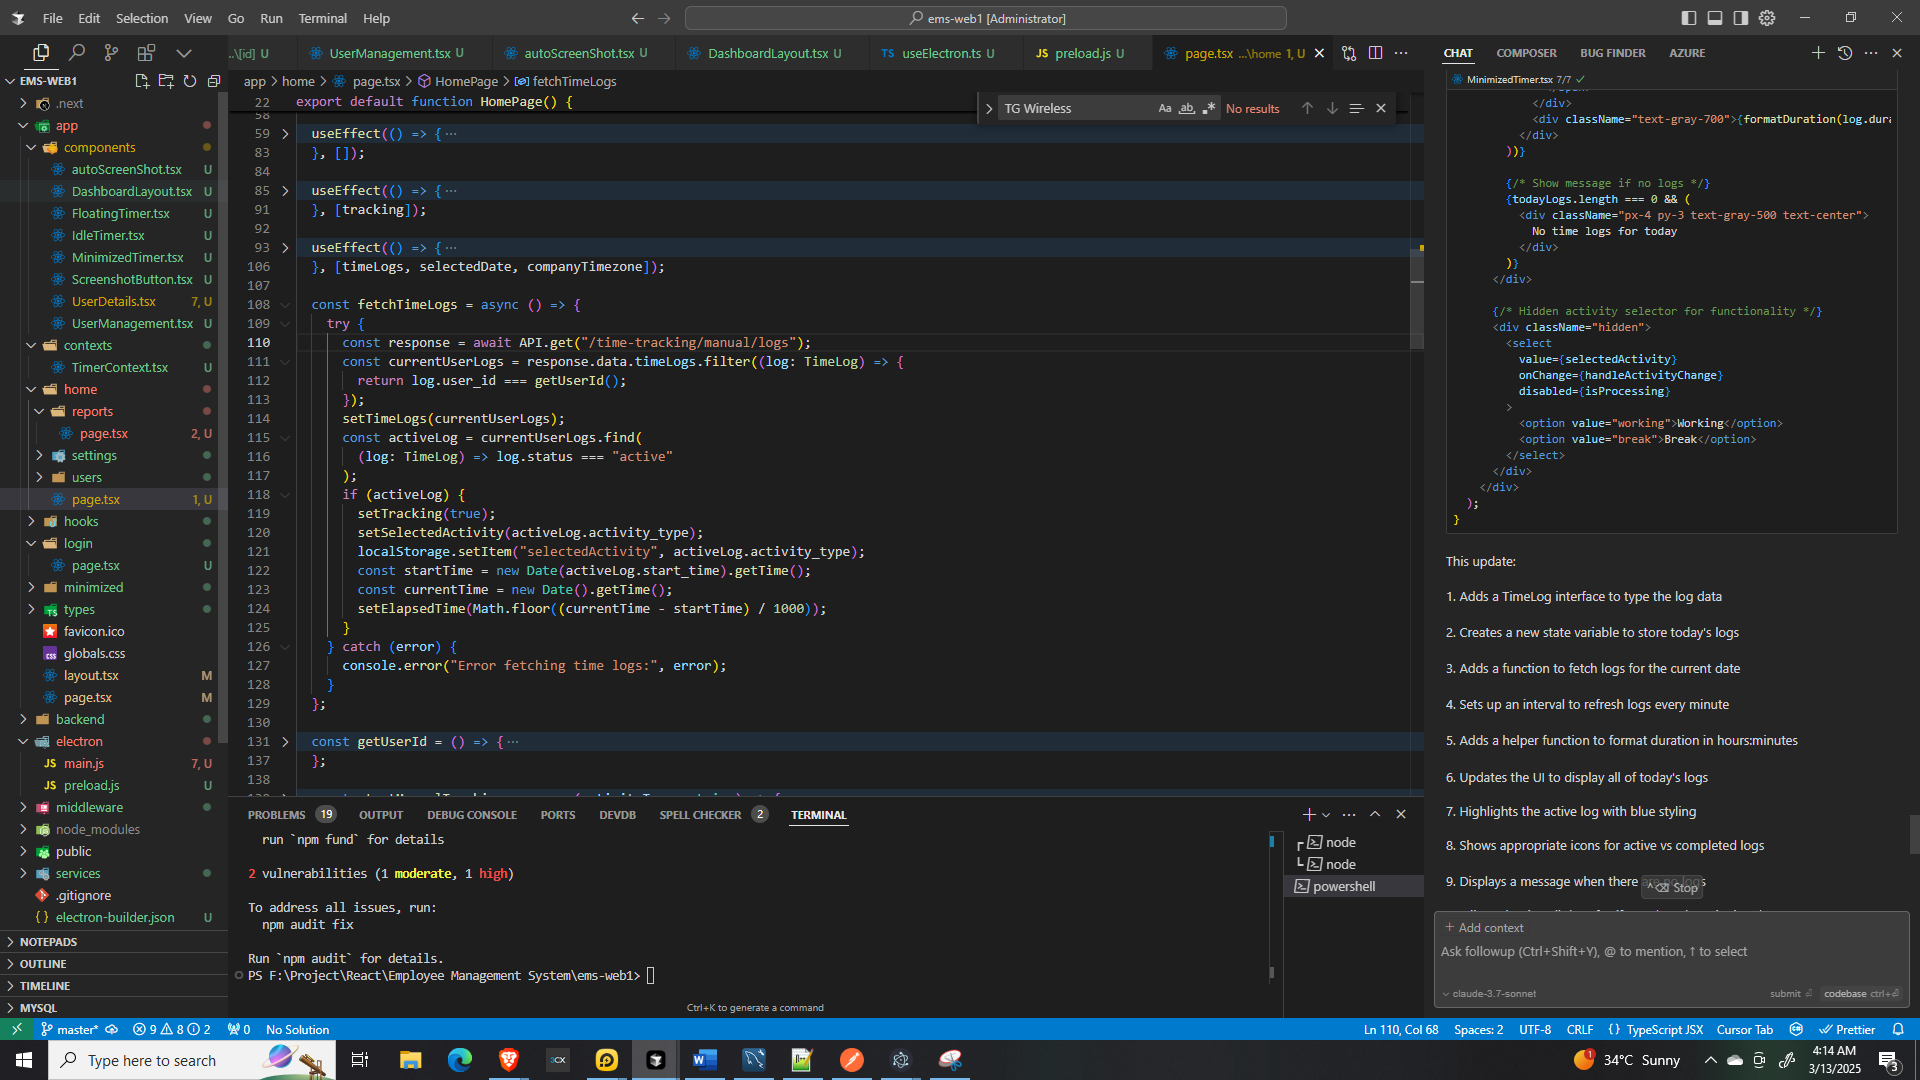 File Edit Selection View Go Run Terminal Help
ems-web1 [Administrator]
EMS-WEB1
.next
app
components
autoScreenShot.tsx U
DashboardLayout.tsx U
FloatingTimer.tsx U
IdleTimer.tsx U
MinimizedTimer.tsx U
ScreenshotButton.tsx U
UserDetails.tsx 7, U
UserManagement.tsx U
contexts
TimerContext.tsx U
home
reports
page.tsx 2, U
settings
users
page.tsx 1, U
hooks
login
page.tsx U
minimized
types
favicon.ico
globals.css
layout.tsx M
page.tsx M
backend
electron
main.js 7, U
preload.js U
middleware
node_modules
public
services
.gitignore
electron-builder.json U
NOTEPADS
OUTLINE
TIMELINE
MYSQL
..\[id] U UserManagement.tsx U autoScreenShot.tsx U DashboardLayout.tsx U TS useElectron.ts U JS preload.js U page.tsx ...\home 1, U
app > home > page.tsx > HomePage > fetchTimeLogs
TG Wireless Aa ab No results
22 export default function HomePage() {
58
59 useEffect(() => { ...
83 }, []);
84
85 useEffect(() => { ...
91 }, [tracking]);
92
93 useEffect(() => { ...
106 }, [timeLogs, selectedDate, companyTimezone]);
107
108 const fetchTimeLogs = async () => {
109 try {
110 const response = await API.get("/time-tracking/manual/logs");
111 const currentUserLogs = response.data.timeLogs.filter((log: TimeLog) => {
112 return log.user_id === getUserId();
113 });
114 setTimeLogs(currentUserLogs);
115 const activeLog = currentUserLogs.find(
116 (log: TimeLog) => log.status === "active"
117 );
118 if (activeLog) {
119 setTracking(true);
120 setSelectedActivity(activeLog.activity_type);
121 localStorage.setItem("selectedActivity", activeLog.activity_type);
122 const startTime = new Date(activeLog.start_time).getTime();
123 const currentTime = new Date().getTime();
124 setElapsedTime(Math.floor((currentTime - startTime) / 1000));
125 }
126 } catch (error) {
127 console.error("Error fetching time logs:", error);
128 }
129 };
130
131 const getUserId = () => { ...
137 };
138
PROBLEMS 19 OUTPUT DEBUG CONSOLE PORTS DEVDB SPELL CHECKER 2 TERMINAL
run `npm fund` for details
2 vulnerabilities (1 moderate, 1 high)
To address all issues, run:
npm audit fix
Run `npm audit` for details.
PS F:\Project\React\Employee Management System\ems-web1>
Ctrl+K to generate a command
node
node
powershell
CHAT COMPOSER BUG FINDER AZURE
MinimizedTimer.tsx 7/7
</div>
<div className="text-gray-700">{formatDuration(log.dura
</div>
))}
{/* Show message if no logs */}
{todayLogs.length === 0 && (
<div className="px-4 py-3 text-gray-500 text-center">
No time logs for today
</div>
)}
</div>
{/* Hidden activity selector for functionality */}
<div className="hidden">
<select
value={selectedActivity}
onChange={handleActivityChange}
disabled={isProcessing}
>
<option value="working">Working</option>
<option value="break">Break</option>
</select>
</div>
</div>
);
}
This update:
1. Adds a TimeLog interface to type the log data
2. Creates a new state variable to store today's logs
3. Adds a function to fetch logs for the current date
4. Sets up an interval to refresh logs every minute
5. Adds a helper function to format duration in hours:minutes
6. Updates the UI to display all of today's logs
7. Highlights the active log with blue styling
8. Shows appropriate icons for active vs completed logs
9. Displays a message when there are no logs
Stop
+ Add context
Ask followup (Ctrl+Shift+Y), @ to mention, ↑ to select
claude-3.7-sonnet submit codebase ctrl+
master* 9 8 2 0 No Solution
Ln 110, Col 68 Spaces: 2 UTF-8 CRLF {} TypeScript JSX Cursor Tab Prettier
Type here to search
34°C Sunny
4:14 AM
3/13/2025
3